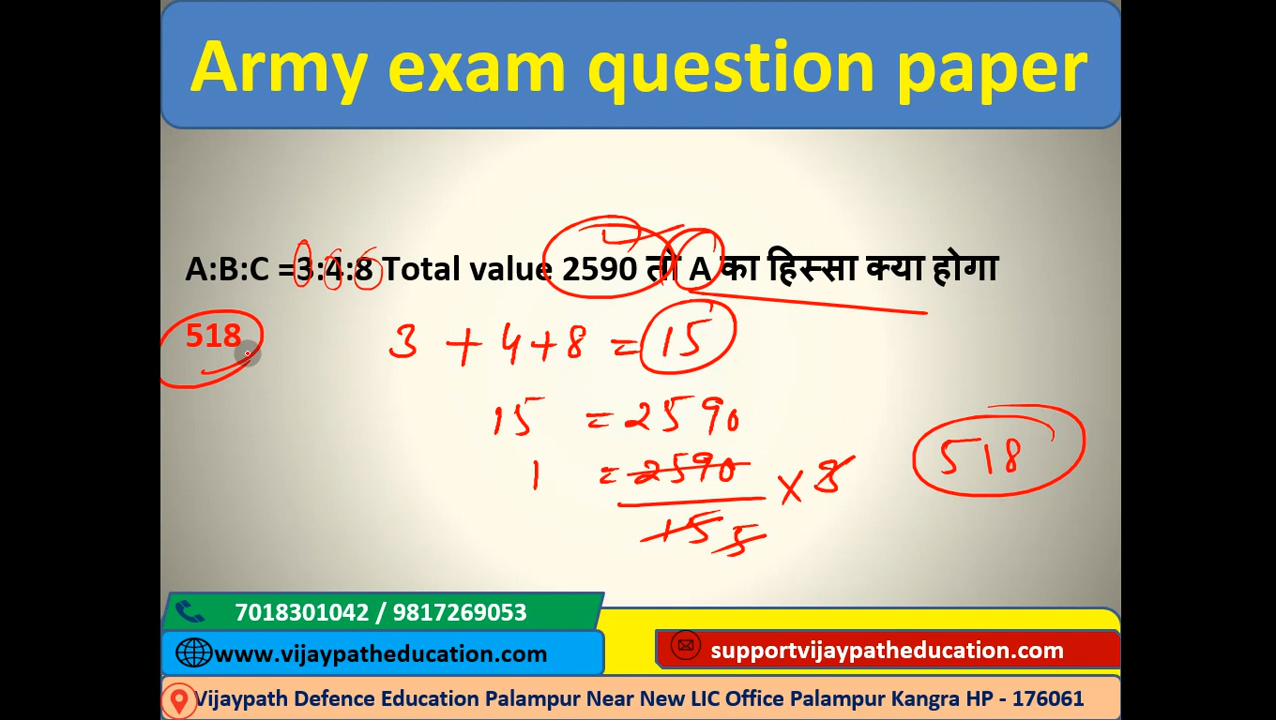 Army exam question paper
A:B:C =3:4:8 Total value 2590 तो A का हिस्सा क्या होगा
518
3 + 4+8 = 15
15 = 2590
1 = 2590 × 3
15 5
518
7018301042 / 9817269053
www.vijaypatheducation.com
supportvijaypatheducation.com
Vijaypath Defence Education Palampur Near New LIC Office Palampur Kangra HP - 176061